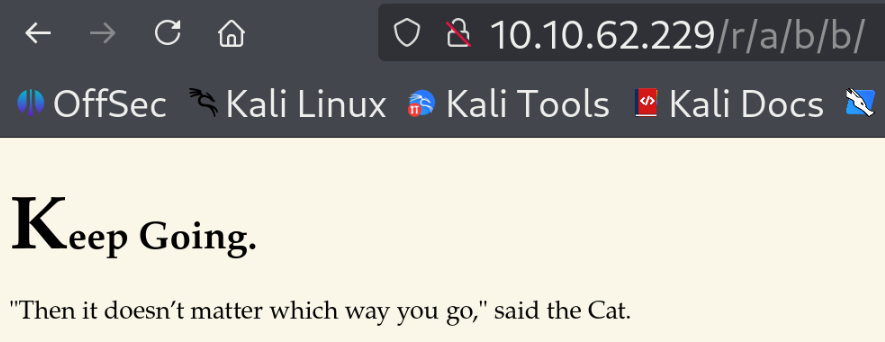 10.10.62.229/r/a/b/b/
OffSec Kali Linux Kali Tools Kali Docs
Keep Going.
"Then it doesn’t matter which way you go," said the Cat.